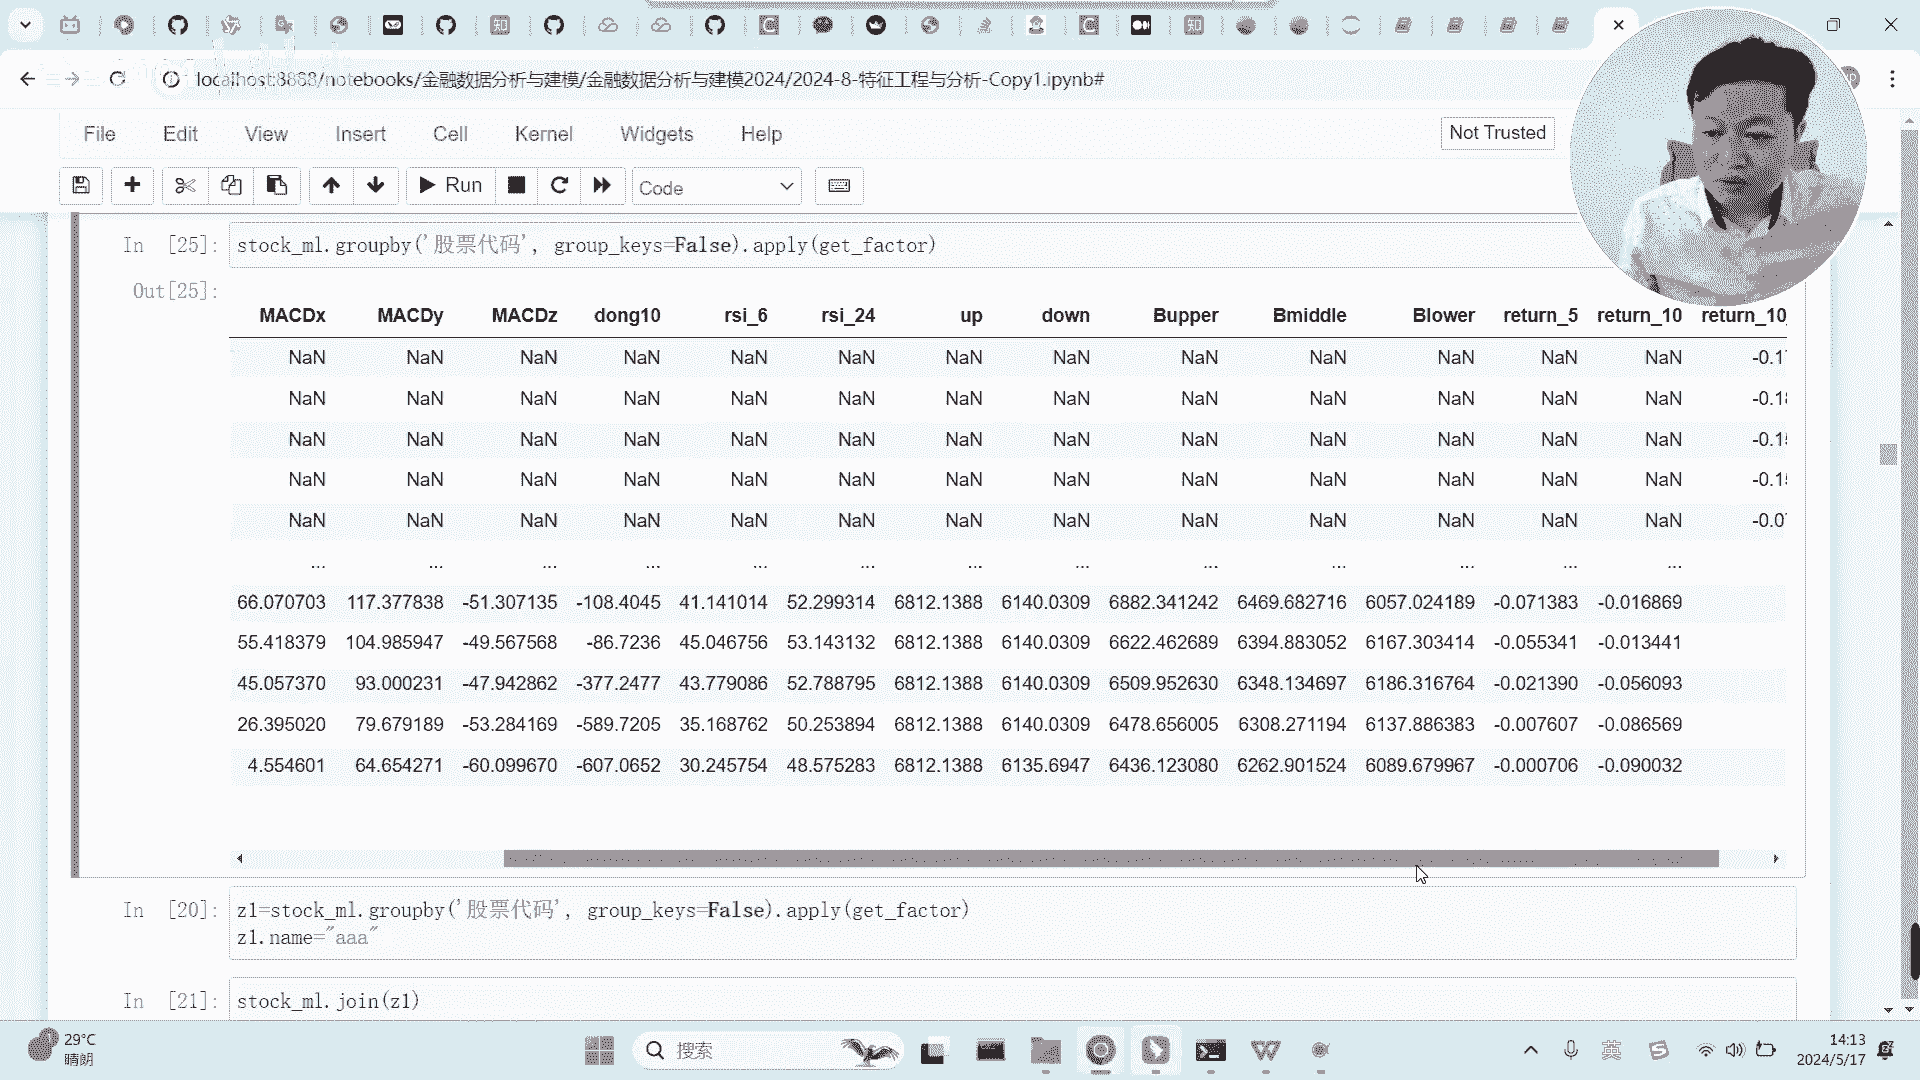 localhost:8888/notebooks/金融数据分析与建模/金融数据分析与建模2024/2024-8-特征工程与分析-Copy1.ipynb#
File Edit View Insert Cell Kernel Widgets Help
Not Trusted
Run
Code
In [25]: stock_ml.groupby('股票代码', group_keys=False).apply(get_factor)
Out[25]:
MACDx MACDy MACDz dong10 rsi_6 rsi_24 up down Bupper Bmiddle Blower return_5 return_10 return_10_
NaN NaN NaN NaN NaN NaN NaN NaN NaN NaN NaN NaN NaN -0.1
NaN NaN NaN NaN NaN NaN NaN NaN NaN NaN NaN NaN NaN -0.1
NaN NaN NaN NaN NaN NaN NaN NaN NaN NaN NaN NaN NaN -0.1
NaN NaN NaN NaN NaN NaN NaN NaN NaN NaN NaN NaN NaN -0.1
NaN NaN NaN NaN NaN NaN NaN NaN NaN NaN NaN NaN NaN -0.0
... ... ... ... ... ... ... ... ... ... ... ... ...
66.070703 117.377838 -51.307135 -108.4045 41.141014 52.299314 6812.1388 6140.0309 6882.341242 6469.682716 6057.024189 -0.071383 -0.016869
55.418379 104.985947 -49.567568 -86.7236 45.046756 53.143132 6812.1388 6140.0309 6622.462689 6394.883052 6167.303414 -0.055341 -0.013441
45.057370 93.000231 -47.942862 -377.2477 43.779086 52.788795 6812.1388 6140.0309 6509.952630 6348.134697 6186.316764 -0.021390 -0.056093
26.395020 79.679189 -53.284169 -589.7205 35.168762 50.253894 6812.1388 6140.0309 6478.656005 6308.271194 6137.886383 -0.007607 -0.086569
4.554601 64.654271 -60.099670 -607.0652 30.245754 48.575283 6812.1388 6135.6947 6436.123080 6262.901524 6089.679967 -0.000706 -0.090032
In [20]: z1=stock_ml.groupby('股票代码', group_keys=False).apply(get_factor)
z1.name="aaa"
In [21]: stock_ml.join(z1)
29°C
晴朗
搜索
英
14:13
2024/5/17